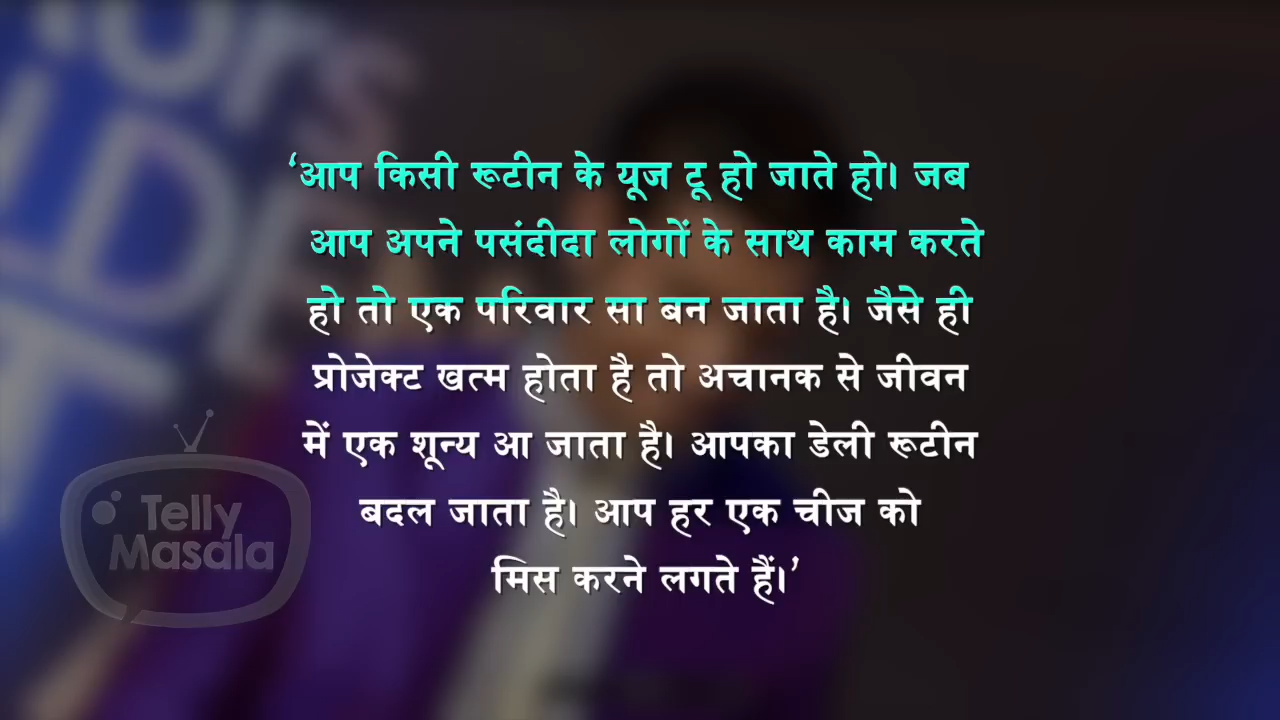 ‘आप किसी रूटीन के यूज टू हो जाते हो। जब
आप अपने पसंदीदा लोगों के साथ काम करते
हो तो एक परिवार सा बन जाता है। जैसे ही
प्रोजेक्ट खत्म होता है तो अचानक से जीवन
में एक शून्य आ जाता है। आपका डेली रूटीन
बदल जाता है। आप हर एक चीज को
मिस करने लगते हैं।’
Telly
Masala